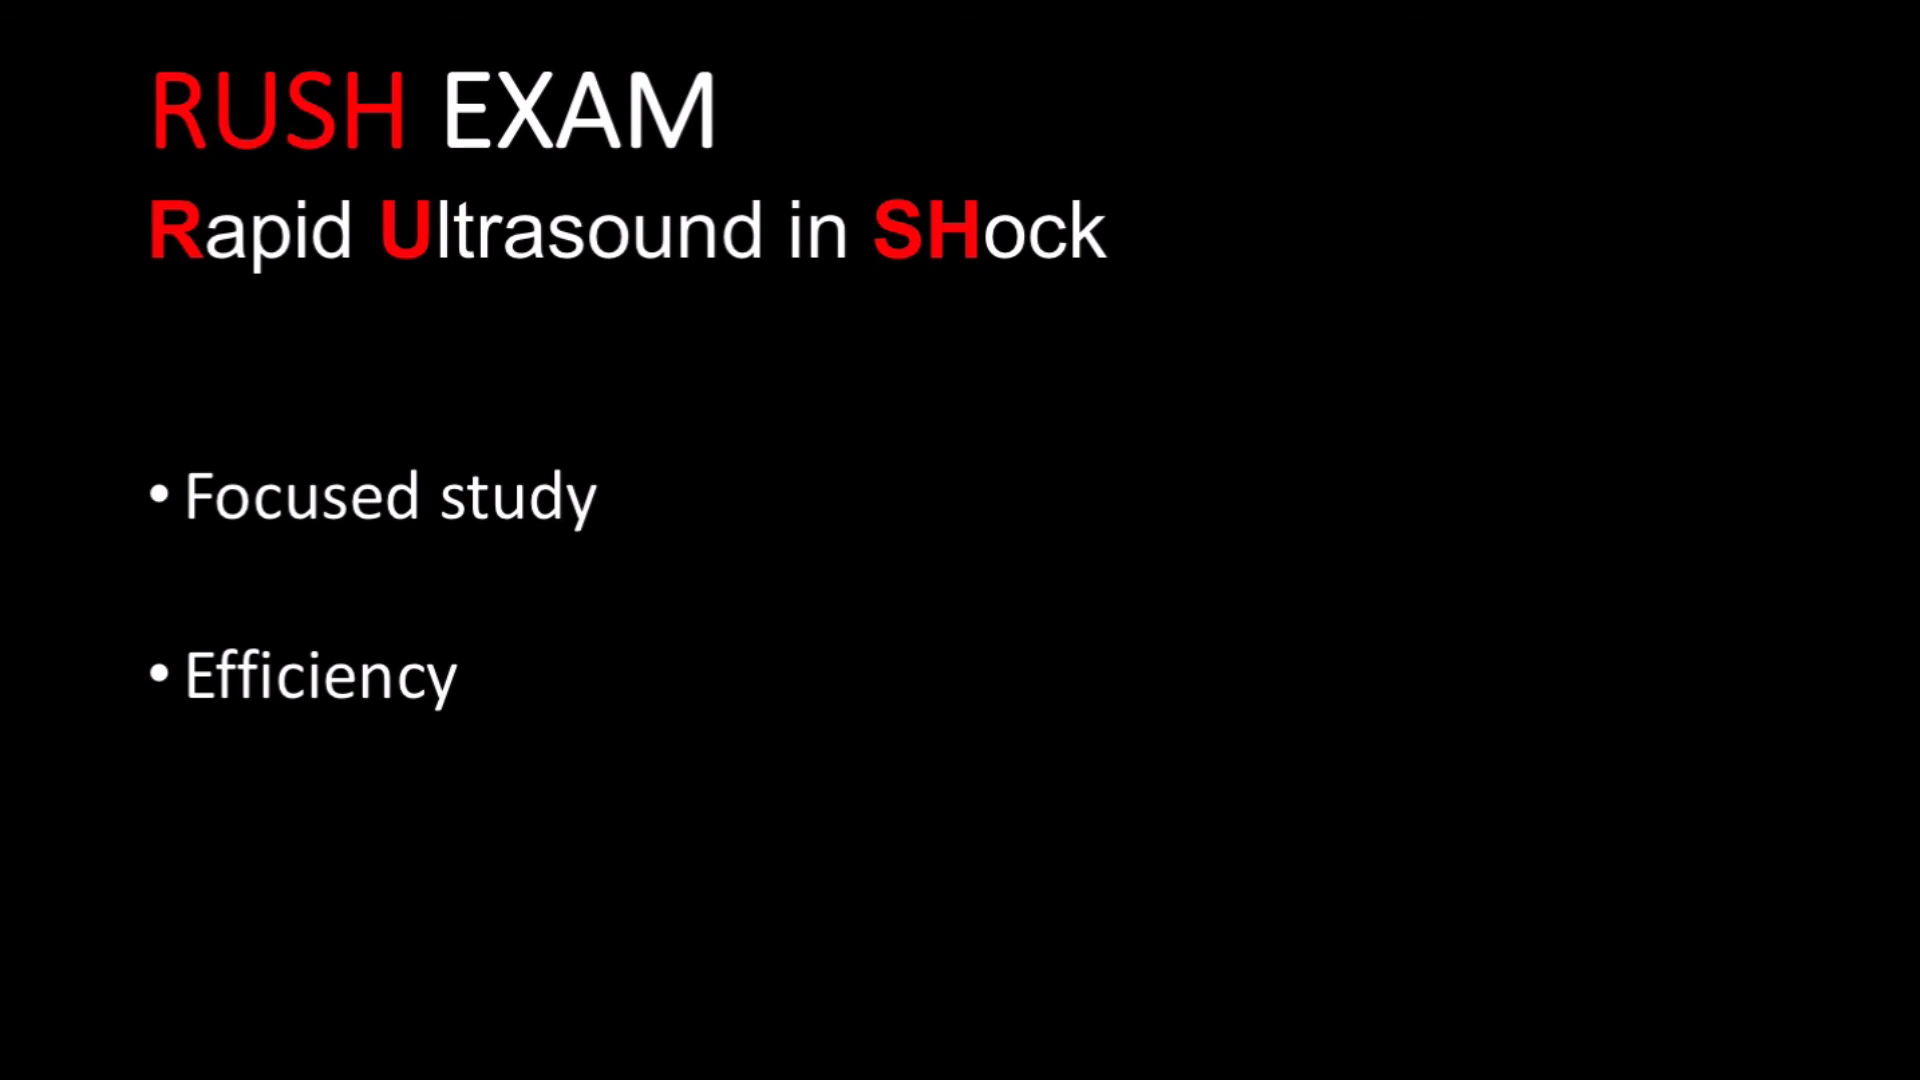 RUSH EXAM
Rapid Ultrasound in SHock
• Focused study
• Efficiency